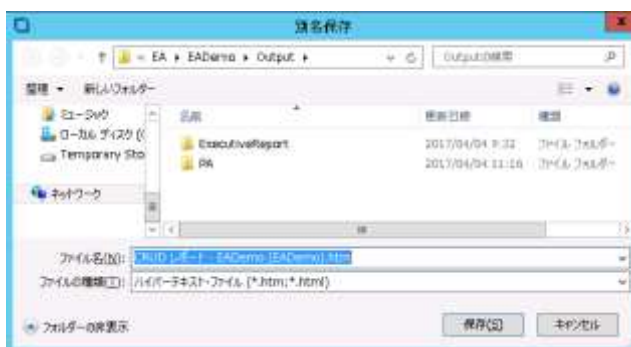 別名保存
« EA ▸ EADemo ▸ Output ▸
Outputの検索
整理 ▾ 新しいフォルダー
ミュージック
ローカル ディスク (C
Temporary Sto
ネットワーク
名前 更新日時 種類
ExecutiveReport 2017/04/04 9:32 ファイル フォルダー
PA 2017/04/04 11:16 ファイル フォルダー
ファイル名(N): CRUD レポート - EADemo (EADemo).htm
ファイルの種類(T): ハイパーテキスト・ファイル (*.htm;*.html)
フォルダーの非表示 保存(S) キャンセル